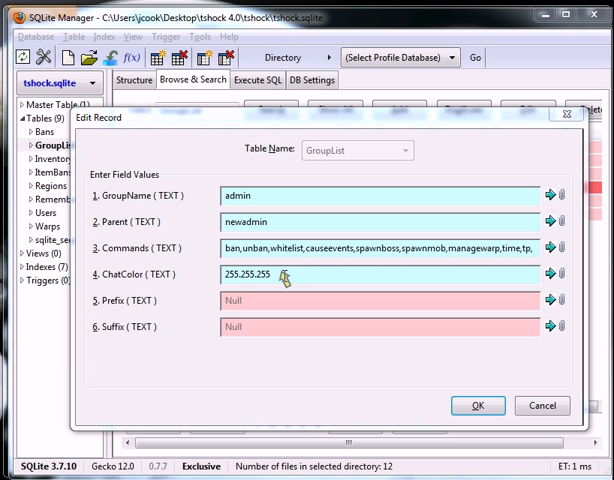 SQLite Manager - C:\Users\jcook\Desktop\tshock 4.0\tshock\tshock.sqlite
Database Table Index View Trigger Tools Help
Directory (Select Profile Database) Go
tshock.sqlite Structure Browse & Search Execute SQL DB Settings
Master Table (1)
Tables (9)
Bans
GroupL
Inventory
ItemBans
Regions
Rememb
Users
Warps
sqlite_se
Views (0)
Indexes (7)
Triggers (0)
Edit Record
Table Name: GroupList
Enter Field Values
1. GroupName ( TEXT ) admin
2. Parent ( TEXT ) newadmin
3. Commands ( TEXT ) ban,unban,whitelist,causeevents,spawnboss,spawnmob,managewarp,time,tp,
4. ChatColor ( TEXT ) 255.255.255
5. Prefix ( TEXT ) Null
6. Suffix ( TEXT ) Null
OK Cancel
SQLite 3.7.10 Gecko 12.0 0.7.7 Exclusive Number of files in selected directory: 12 ET: 1 ms